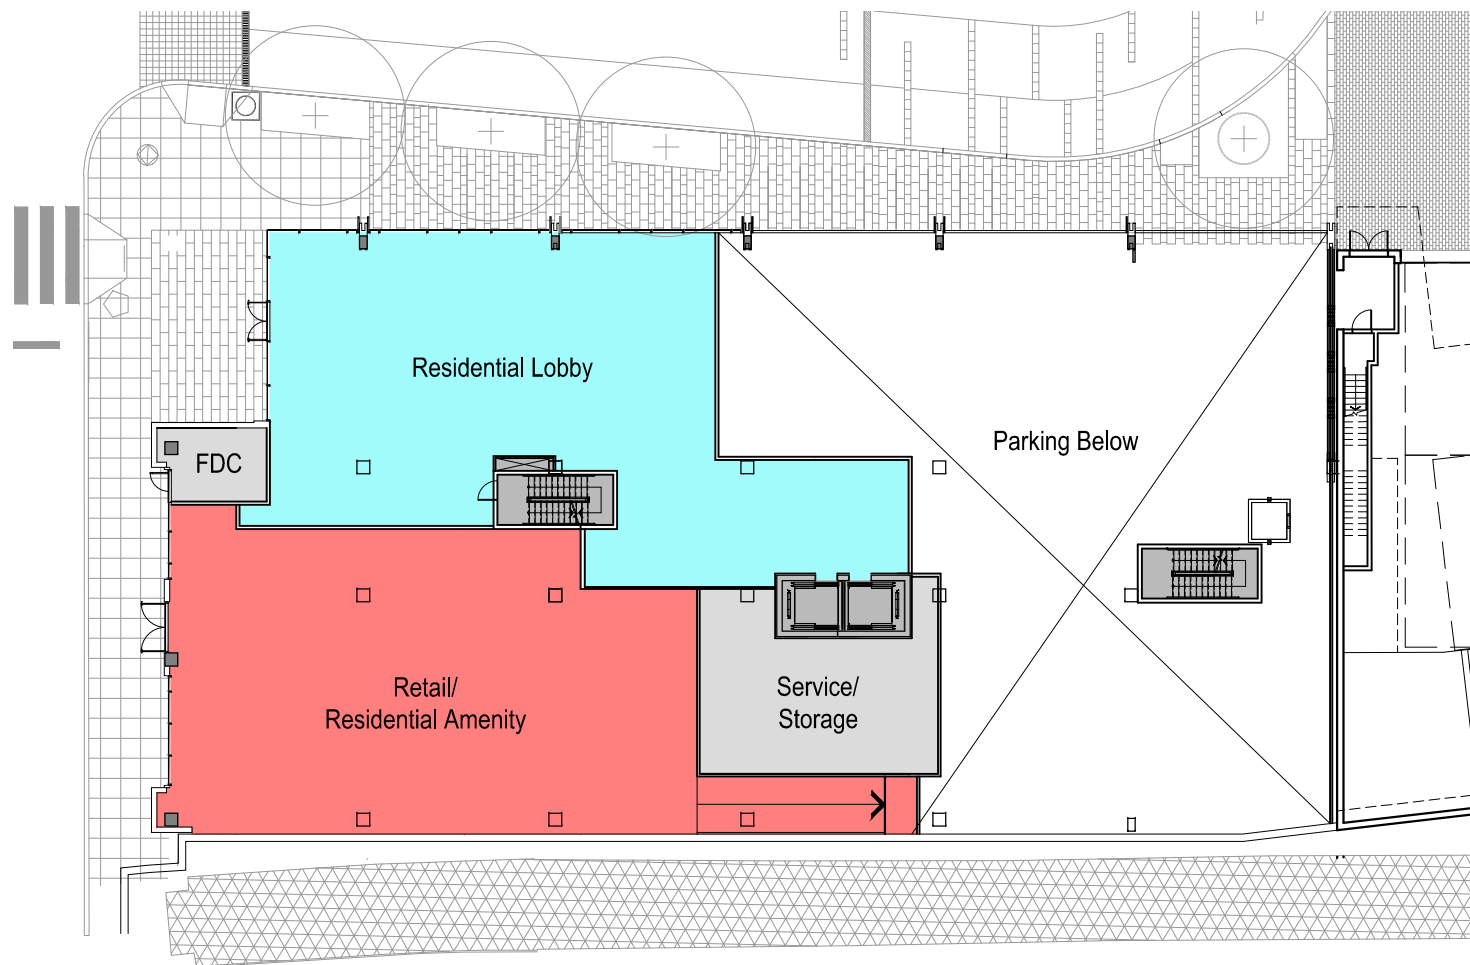 Residential Lobby
Parking Below
FDC
Retail/
Residential Amenity
Service/
Storage